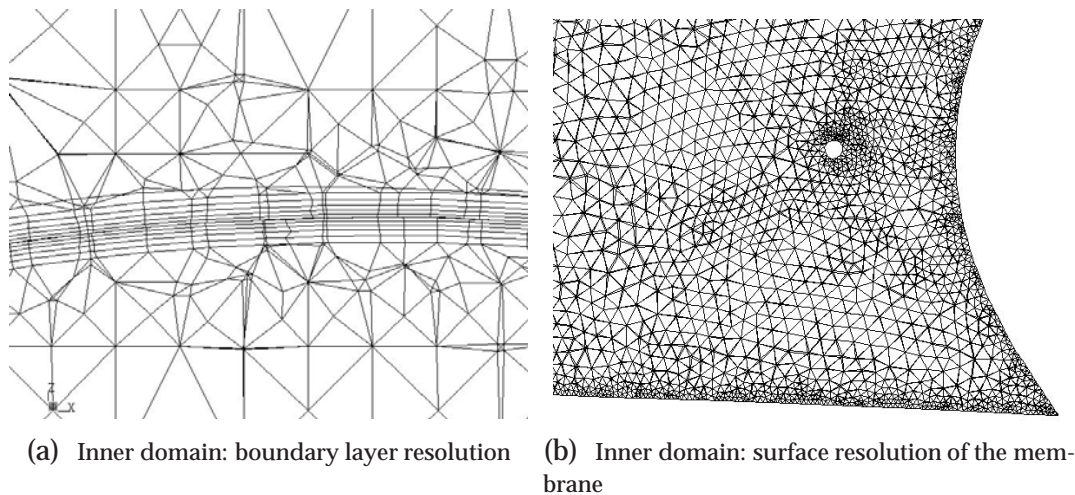 Z
X
(a) Inner domain: boundary layer resolution
(b) Inner domain: surface resolution of the mem-
brane